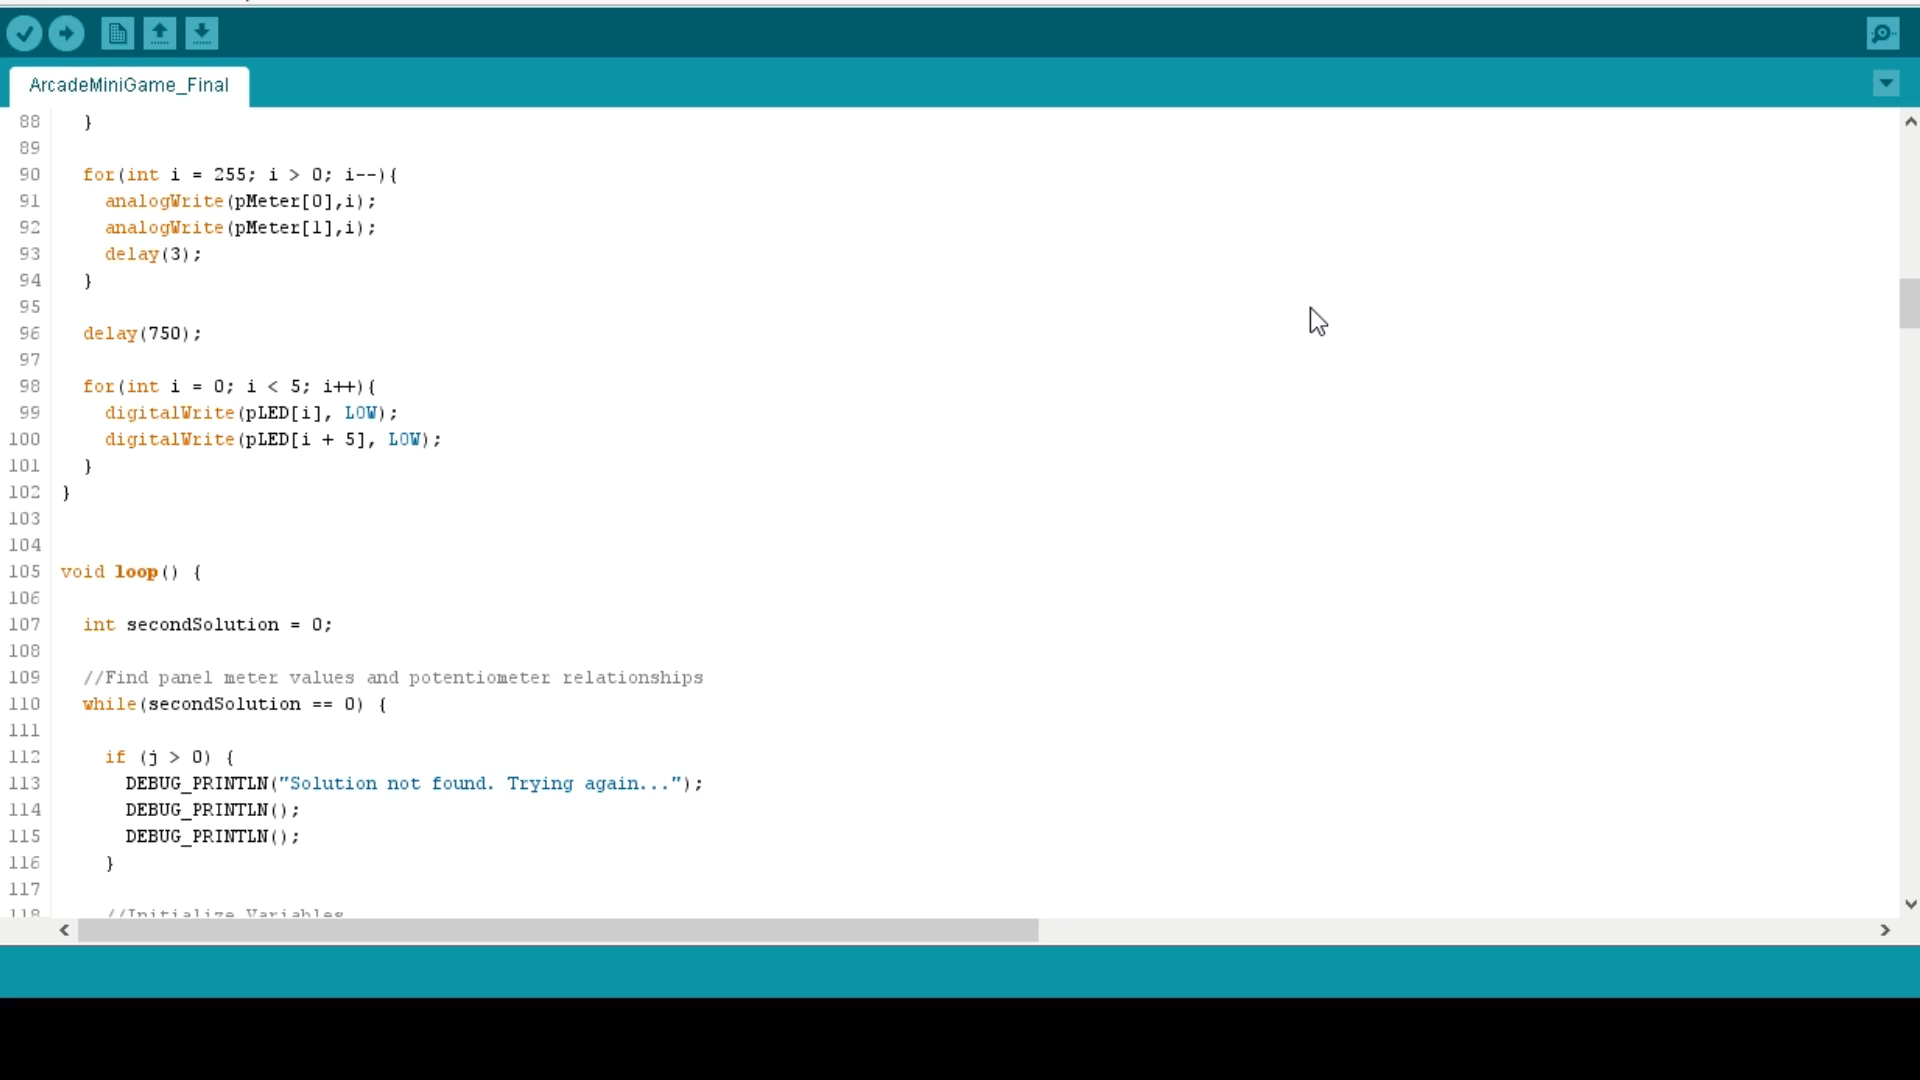 ArcadeMiniGame_Final
88 }
89
90 for(int i = 255; i > 0; i--){
91 analogWrite(pMeter[0],i);
92 analogWrite(pMeter[1],i);
93 delay(3);
94 }
95
96 delay(750);
97
98 for(int i = 0; i < 5; i++){
99 digitalWrite(pLED[i], LOW);
100 digitalWrite(pLED[i + 5], LOW);
101 }
102 }
103
104
105 void loop() {
106
107 int secondSolution = 0;
108
109 //Find panel meter values and potentiometer relationships
110 while(secondSolution == 0) {
111
112 if (j > 0) {
113 DEBUG_PRINTLN("Solution not found. Trying again...");
114 DEBUG_PRINTLN();
115 DEBUG_PRINTLN();
116 }
117
118 //Initialize Variables